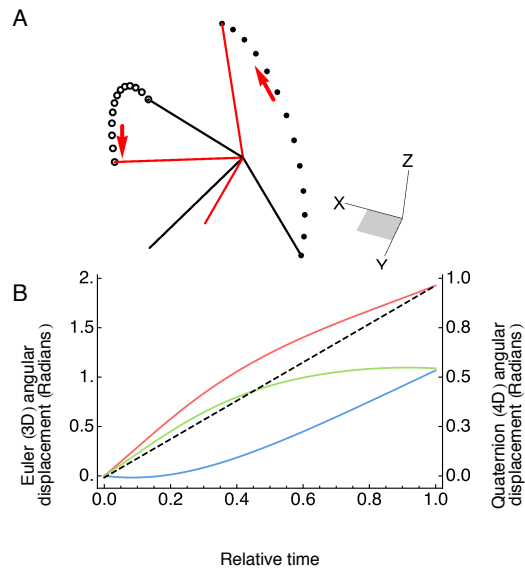 A
Z
X
Y
B
2.
1.5
1.
0.5
0.
1.0
0.8
0.5
0.3
0.0
0.0
0.2
0.4
0.6
0.8
1.0
Euler (3D) angular
displacement (Radians)
Quaternion (4D) angular
displacement (Radians)
Relative time